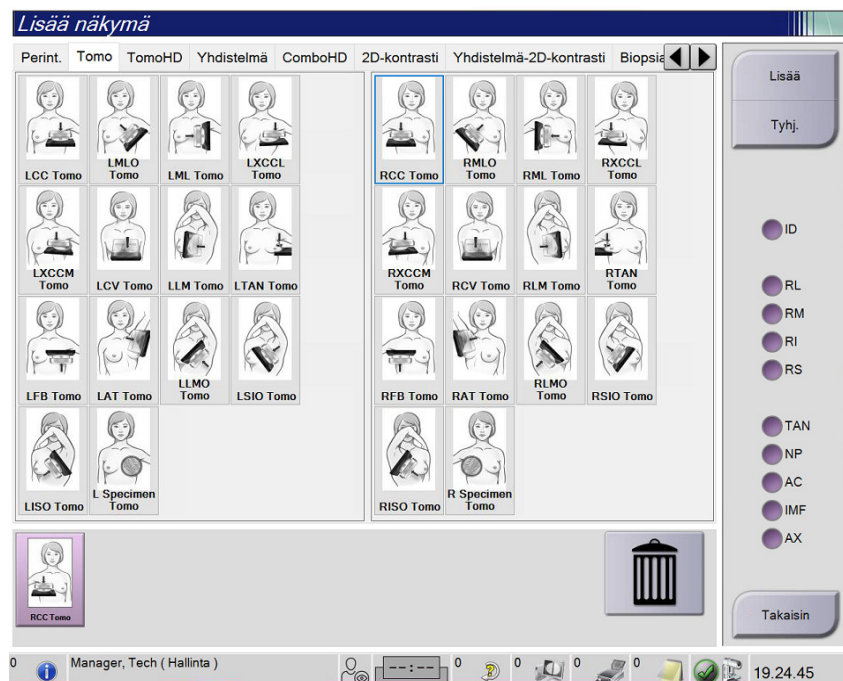 Lisää näkymä
Perint. Tomo TomoHD Yhdistelmä ComboHD 2D-kontrasti Yhdistelmä-2D-kontrasti Biopsia
LCC Tomo
LMLO
Tomo
LML Tomo
LXCCL
Tomo
RCC Tomo
RMLO
Tomo
RML Tomo
RXCCL
Tomo
LXCCM
Tomo
LCV Tomo
LLM Tomo
LTAN Tomo
RXCCM
Tomo
RCV Tomo
RLM Tomo
RTAN
Tomo
LFB Tomo
LAT Tomo
LLMO
Tomo
LSIO Tomo
RFB Tomo
RAT Tomo
RLMO
Tomo
RSIO Tomo
LISO Tomo
L Specimen
Tomo
RISO Tomo
R Specimen
Tomo
RCC Tomo
Lisää
Tyhj.
ID
RL
RM
RI
RS
TAN
NP
AC
IMF
AX
Takaisin
0 Manager, Tech ( Hallinta ) --:-- 0 0 0 0 19.24.45